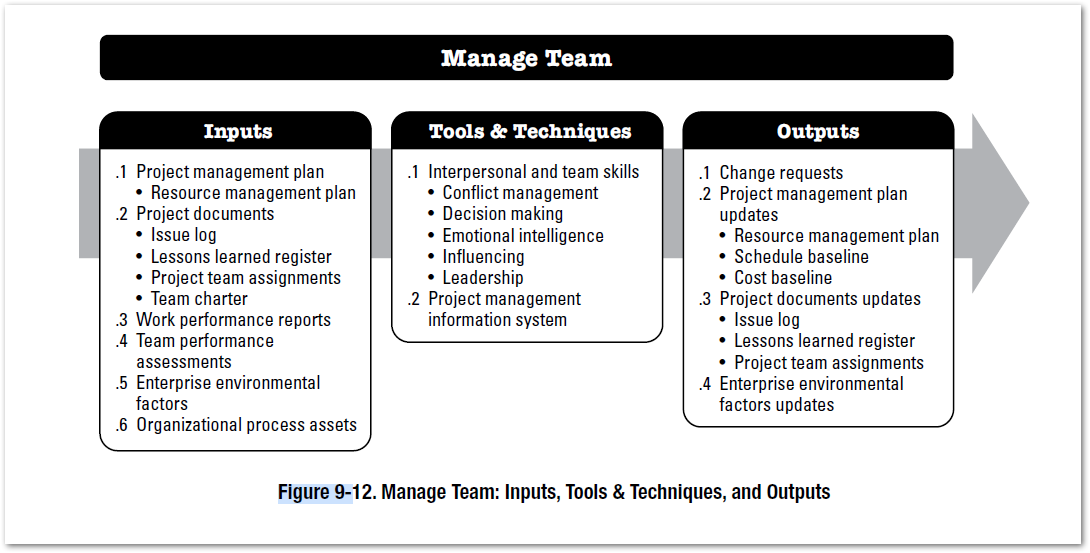 Manage Team
Inputs
.1 Project management plan
• Resource management plan
.2 Project documents
• Issue log
• Lessons learned register
• Project team assignments
• Team charter
.3 Work performance reports
.4 Team performance
assessments
.5 Enterprise environmental
factors
.6 Organizational process assets
Tools & Techniques
.1 Interpersonal and team skills
• Conflict management
• Decision making
• Emotional intelligence
• Influencing
• Leadership
.2 Project management
information system
Outputs
.1 Change requests
.2 Project management plan
updates
• Resource management plan
• Schedule baseline
• Cost baseline
.3 Project documents updates
• Issue log
• Lessons learned register
• Project team assignments
.4 Enterprise environmental
factors updates
Figure 9-12. Manage Team: Inputs, Tools & Techniques, and Outputs